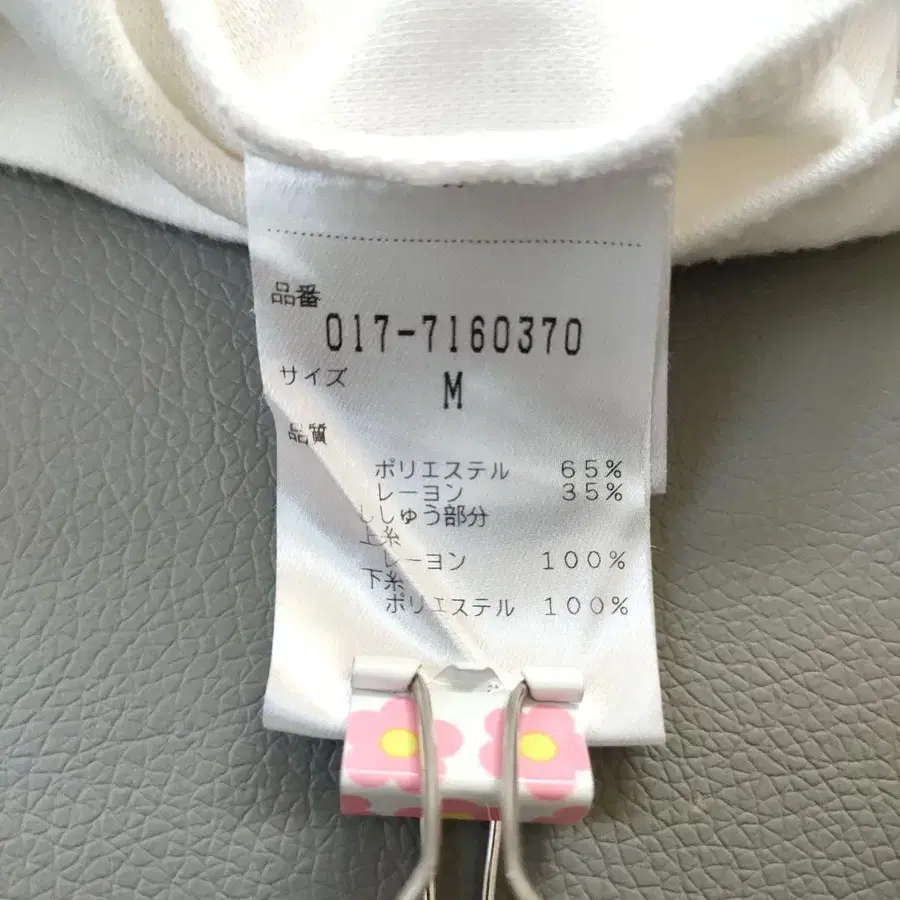 品番
017-7160370
サイズ
M
品質
ポリエステル 65%
レーヨン 35%
ししゅう部分
上糸
レーヨン 100%
下糸
ポリエステル 100%